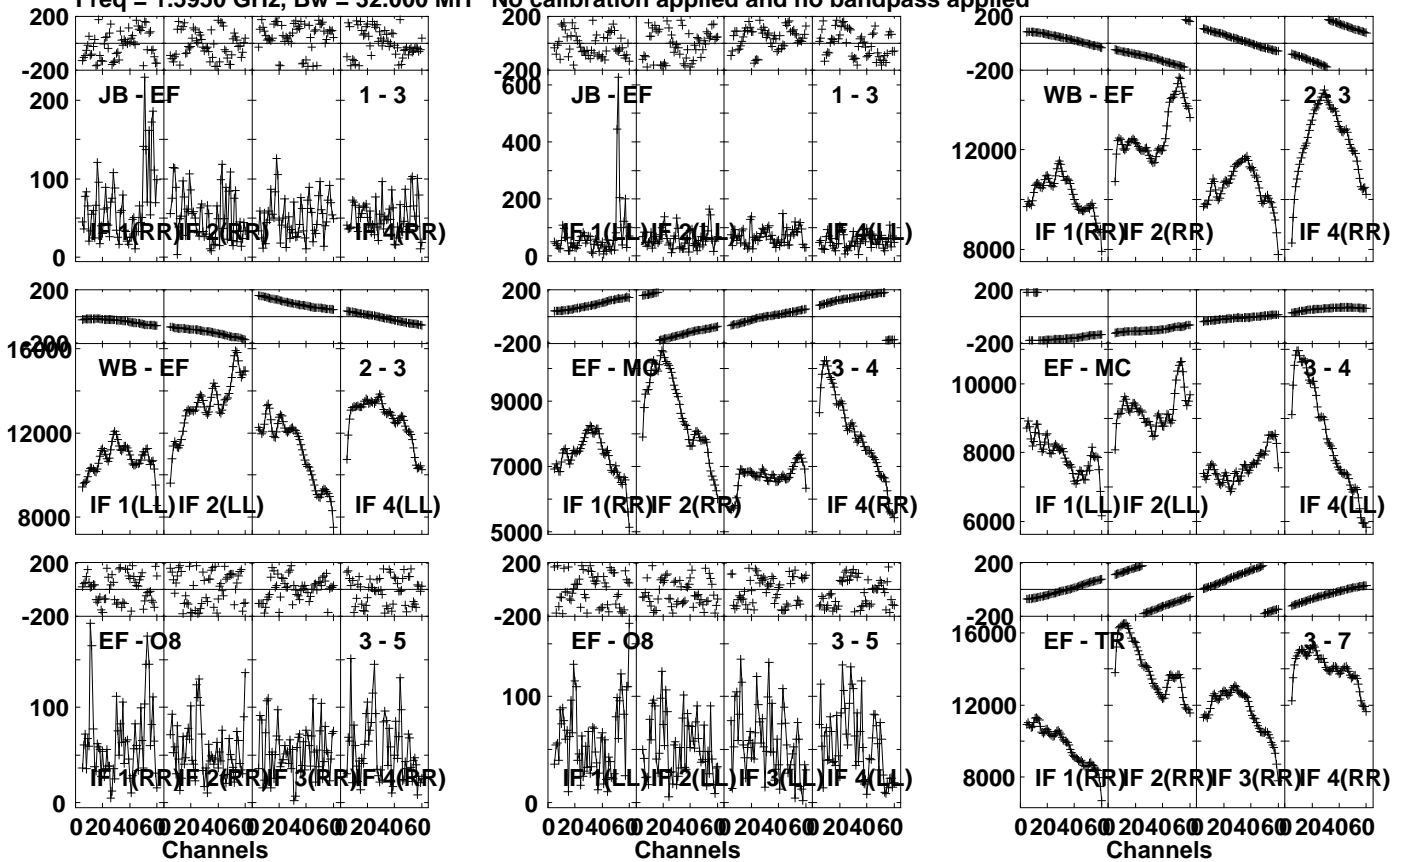 Freq = 1.5950 GHz, Bw = 32.000 MH No calibration applied and no bandpass applied
200
-200
200
100
0
JB - EF
1 - 3
IF 1(RR)
IF 2(RR)
IF 4(RR)
200
-200
600
400
200
0
JB - EF
1 - 3
IF 1(LL)
IF 2(LL)
IF 4(LL)
200
-200
12000
8000
WB - EF
2 - 3
IF 1(RR)
IF 2(RR)
IF 4(RR)
200
-200
16000
12000
8000
WB - EF
2 - 3
IF 1(LL)
IF 2(LL)
IF 4(LL)
200
-200
9000
7000
5000
EF - MC
3 - 4
IF 1(RR)
IF 2(RR)
IF 4(RR)
200
-200
10000
8000
6000
EF - MC
3 - 4
IF 1(LL)
IF 2(LL)
IF 4(LL)
200
-200
100
0
EF - O8
3 - 5
IF 1(RR)
IF 2(RR)
IF 3(RR)
IF 4(RR)
0 20 40 60 0 20 40 60 0 20 40 60 0 20 40 60
Channels
200
-200
100
0
EF - O8
3 - 5
IF 1(LL)
IF 2(LL)
IF 3(LL)
IF 4(LL)
0 20 40 60 0 20 40 60 0 20 40 60 0 20 40 60
Channels
200
-200
16000
12000
8000
EF - TR
3 - 7
IF 1(RR)
IF 2(RR)
IF 3(RR)
IF 4(RR)
0 20 40 60 0 20 40 60 0 20 40 60 0 20 40 60
Channels